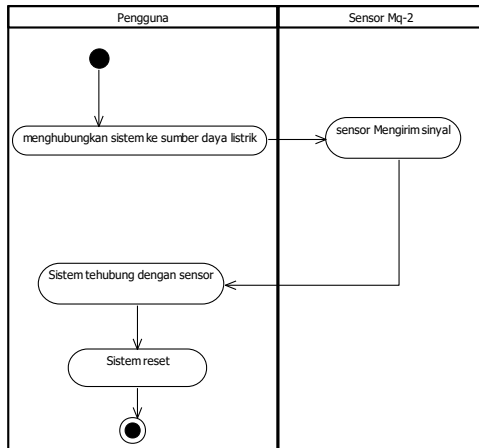 Pengguna
Sensor Mq-2
menghubungkan sistem ke sumber daya listrik
sensor Mengirim sinyal
Sistem tehubung dengan sensor
Sistem reset